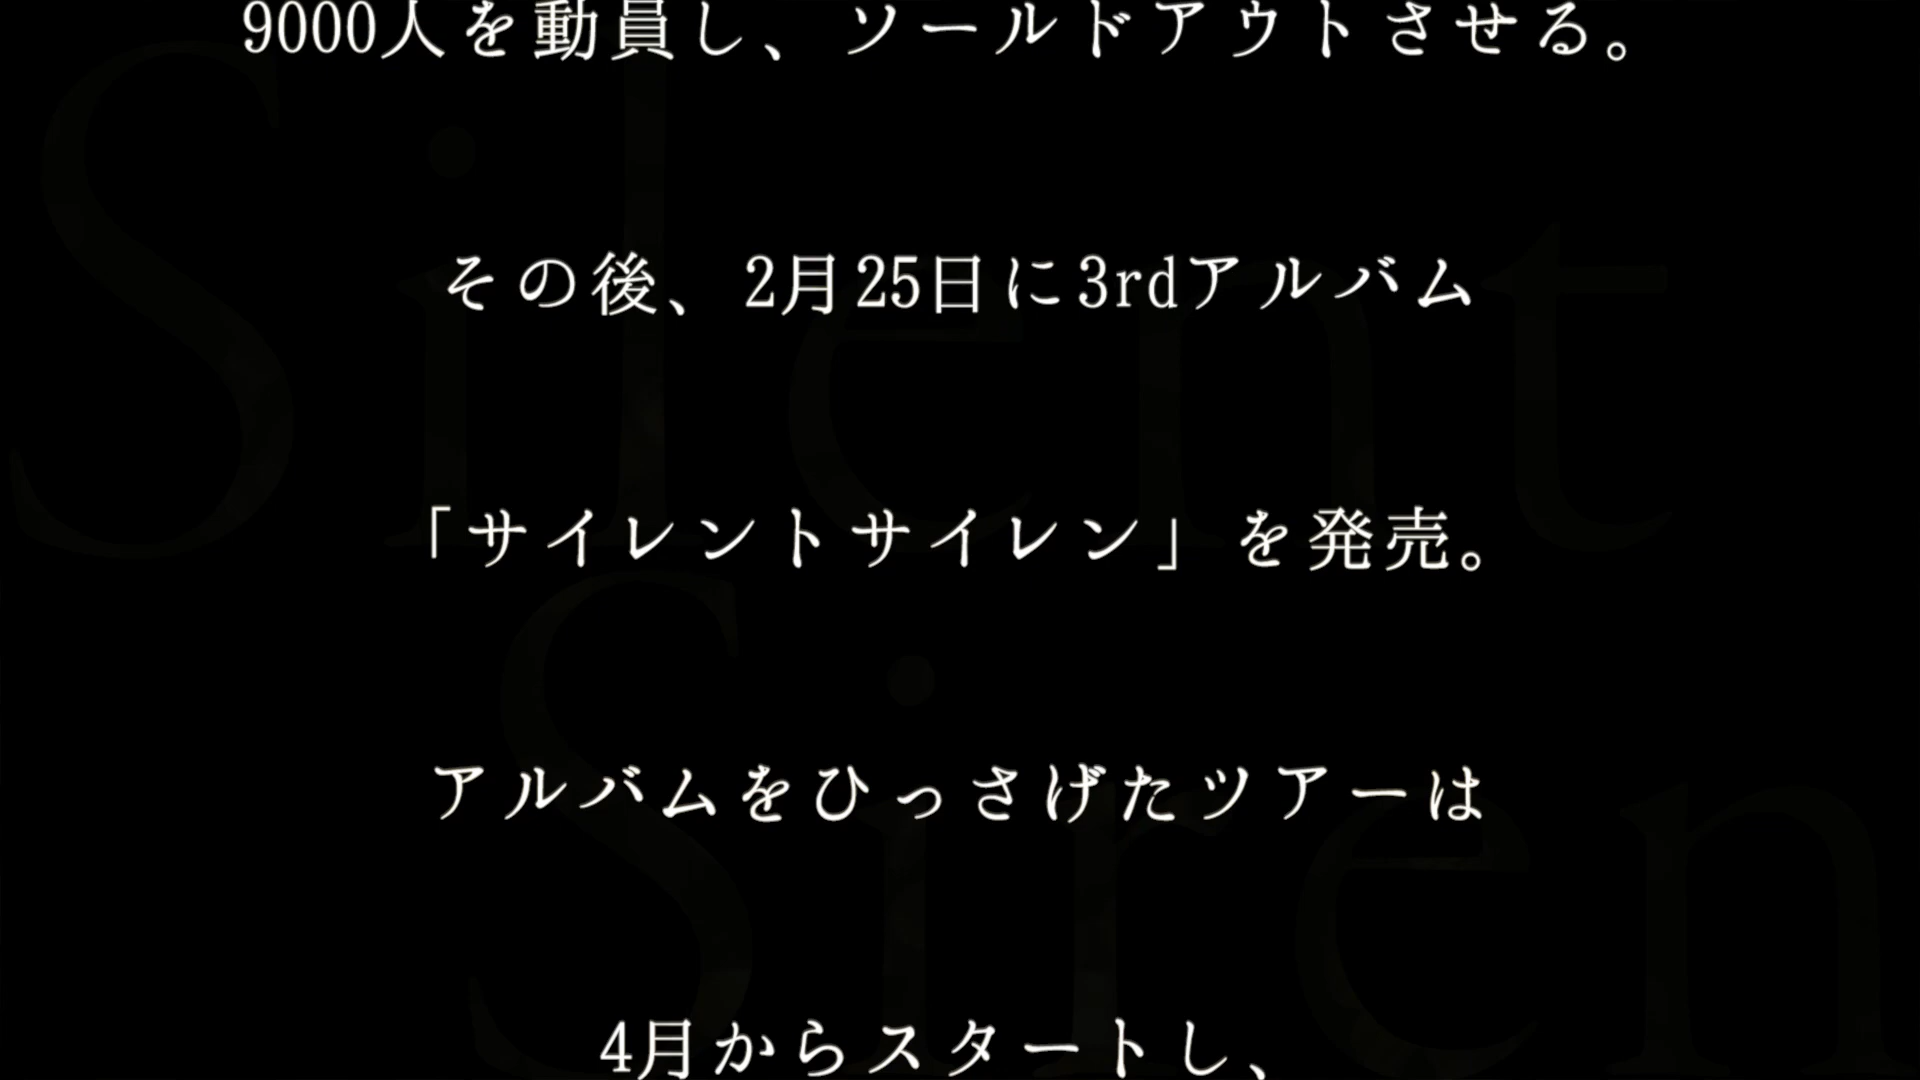 9000人を動員し、ソールドアウトさせる。
その後、2月25日に3rdアルバム
「サイレントサイレン」を発売。
アルバムをひっさげたツアーは
4月からスタートし、
Silent
Siren